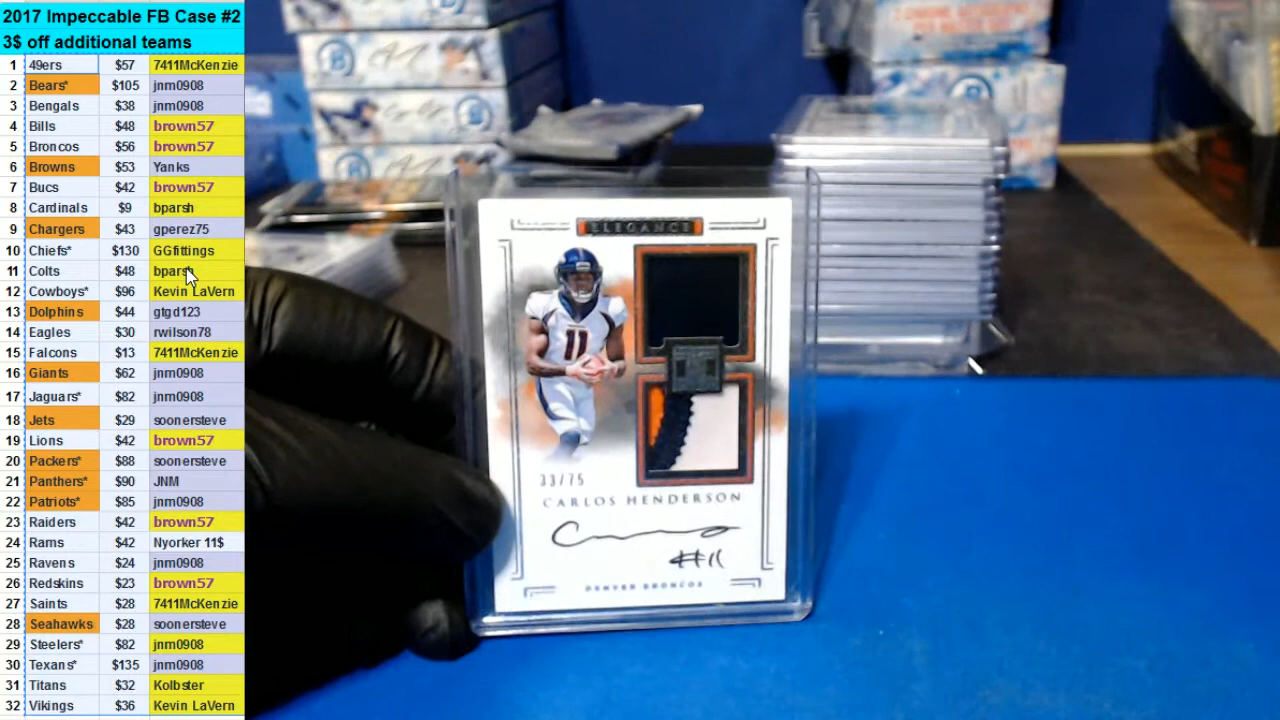 2017 Impeccable FB Case #2
3$ off additional teams
1 49ers $57 7411McKenzie
2 Bears* $105 jnm0908
3 Bengals $38 jnm0908
4 Bills $48 brown57
5 Broncos $56 brown57
6 Browns $53 Yanks
7 Bucs $42 brown57
8 Cardinals $9 bparsh
9 Chargers $43 gperez75
10 Chiefs* $130 GGfittings
11 Colts $48 bparsh
12 Cowboys* $96 Kevin LaVern
13 Dolphins $44 gtgd123
14 Eagles $30 rwilson78
15 Falcons $13 7411McKenzie
16 Giants $62 jnm0908
17 Jaguars* $82 jnm0908
18 Jets $29 soonersteve
19 Lions $42 brown57
20 Packers* $88 soonersteve
21 Panthers* $90 JNM
22 Patriots* $85 jnm0908
23 Raiders $42 brown57
24 Rams $42 Nyorker 11$
25 Ravens $24 jnm0908
26 Redskins $23 brown57
27 Saints $28 7411McKenzie
28 Seahawks $28 soonersteve
29 Steelers* $82 jnm0908
30 Texans* $135 jnm0908
31 Titans $32 Kolbster
32 Vikings $36 Kevin LaVern
ELEGANCE
11
33/75
CARLOS HENDERSON
#11
DENVER BRONCOS